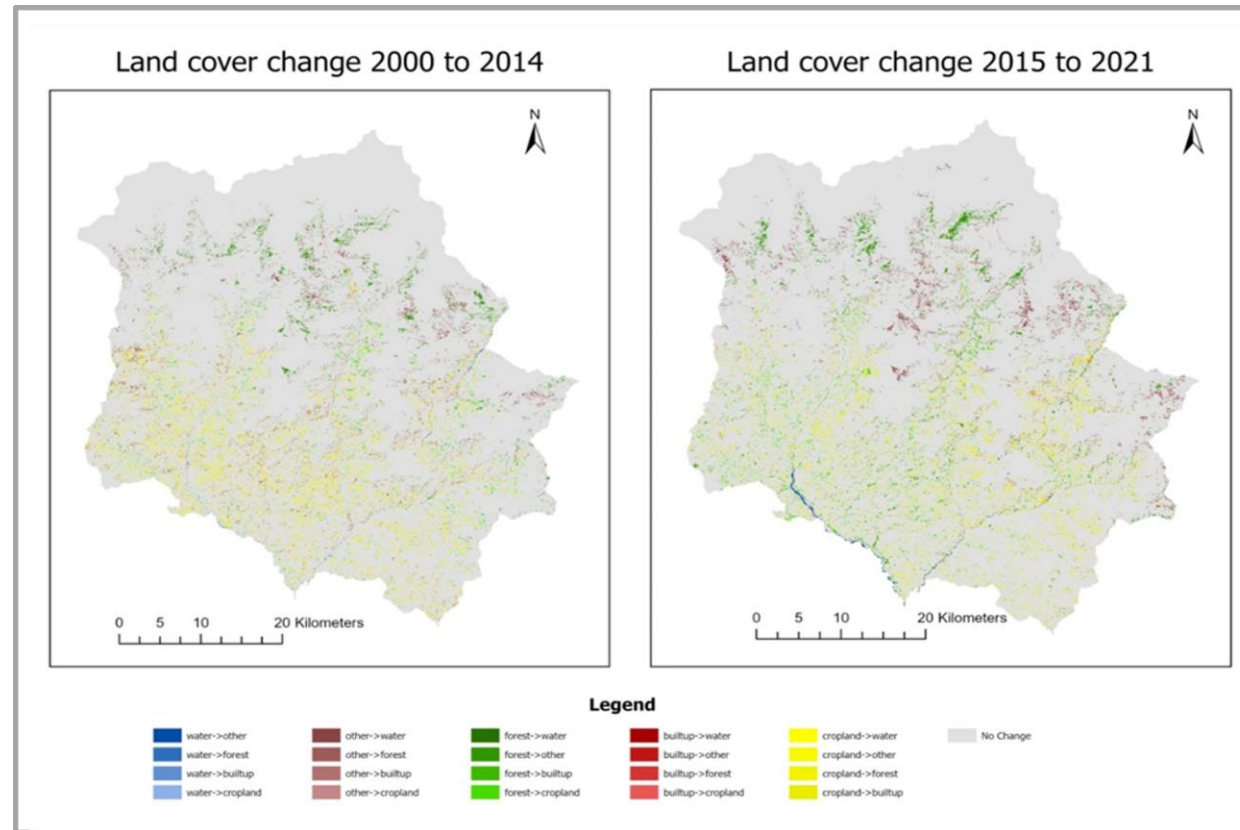 Land cover change 2000 to 2014
Land cover change 2015 to 2021
N
N
0 5 10 20 Kilometers
0 5 10 20 Kilometers
Legend
water->other
water->forest
water->builtup
water->cropland
other->water
other->forest
other->builtup
other->cropland
forest->water
forest->other
forest->builtup
forest->cropland
builtup->water
builtup->other
builtup->forest
builtup->cropland
cropland->water
cropland->other
cropland->forest
cropland->builtup
No Change